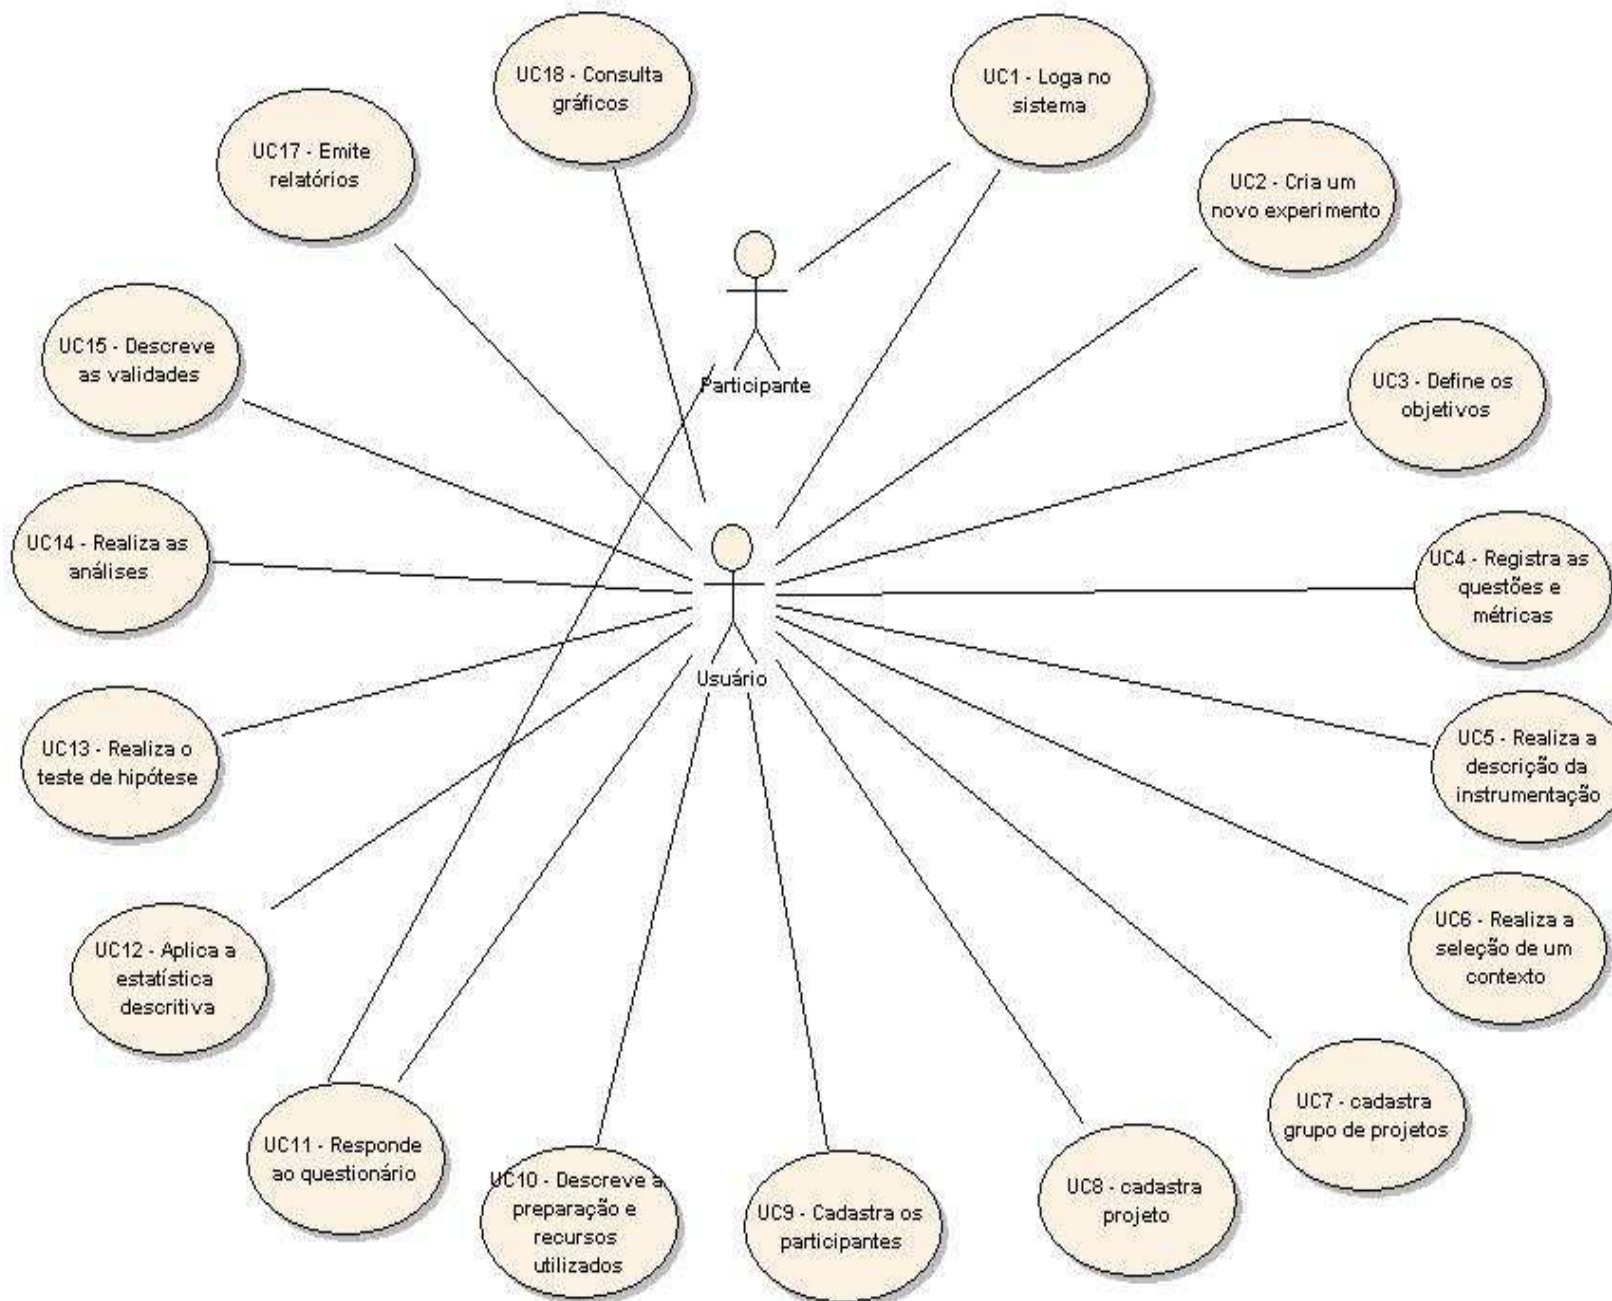 UC18 - Consulta
gráficos
UC1 - Loga no
sistema
UC17 - Emite
relatórios
UC2 - Cria um
novo experimento
UC15 - Descreve
as validades
Participante
UC3 - Define os
objetivos
UC14 - Realiza as
análises
UC4 - Registra as
questões e
métricas
Usuário
UC13 - Realiza o
teste de hipótese
UC5 - Realiza a
descrição da
instrumentação
UC12 - Aplica a
estatística
descritiva
UC6 - Realiza a
seleção de um
contexto
UC7 - cadastra
grupo de projetos
UC11 - Responde
ao questionário
UC10 - Descreve a
preparação e
recursos
utilizados
UC9 - Cadastra os
participantes
UC8 - cadastra
projeto